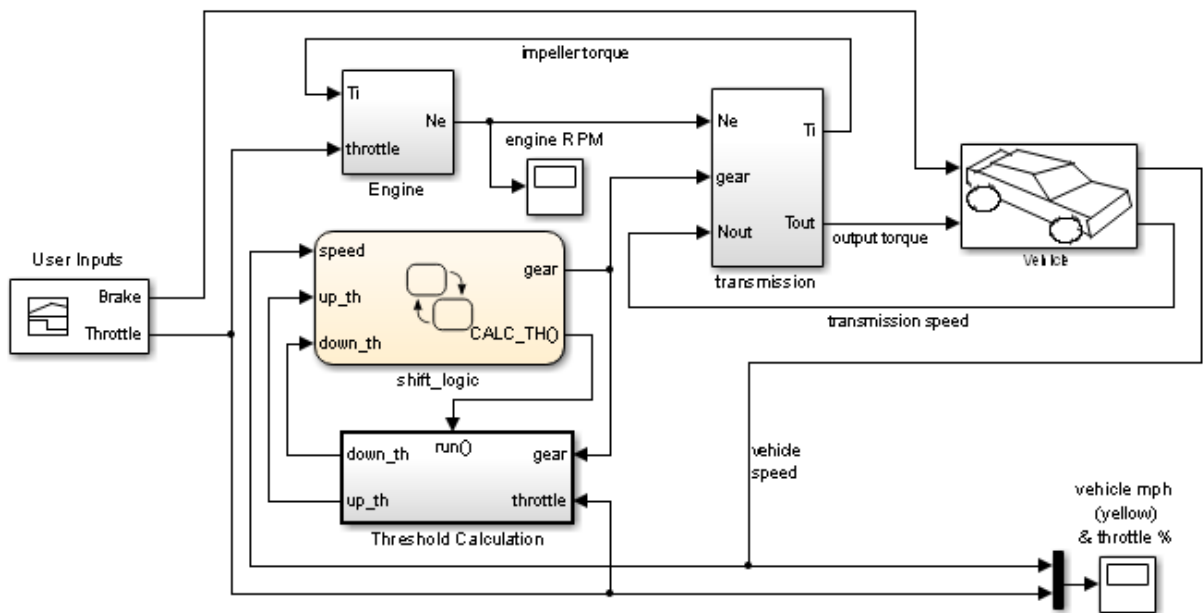 impeller torque
Ti
Ne
throttle
Engine
engine RPM
Ne
gear
Nout
Ti
Tout
transmission
output torque
Vehicle
transmission speed
User Inputs
Brake
Throttle
speed
up_th
down_th
gear
CALC_TH()
shift_logic
run()
down_th
up_th
gear
throttle
Threshold Calculation
vehicle
speed
vehicle mph
(yellow)
& throttle %